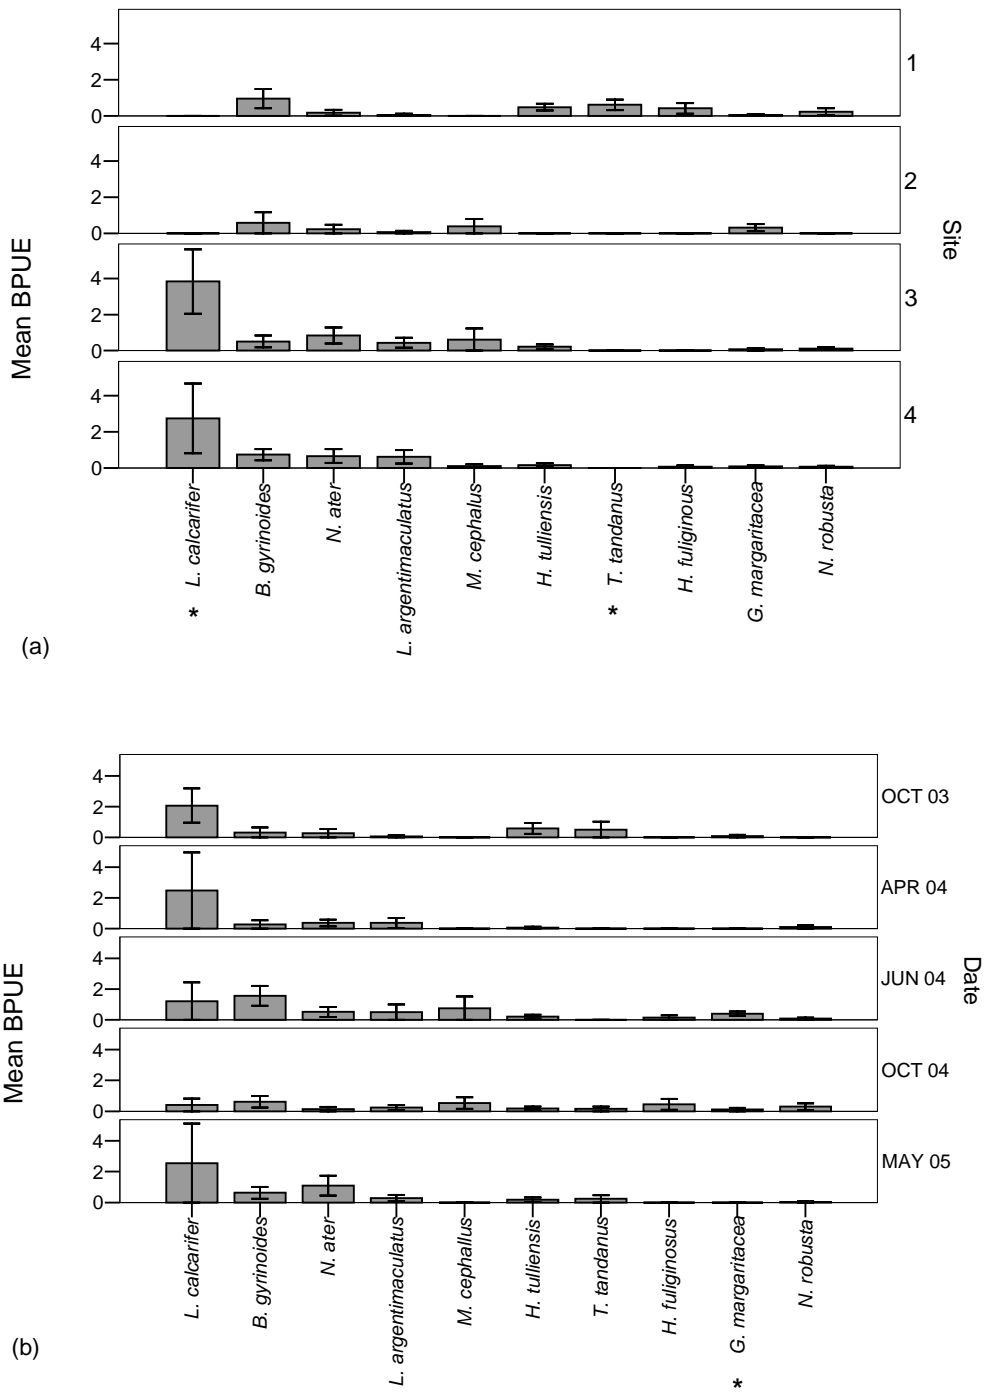 4
2
0
1
4
2
0
2
4
2
0
3
4
2
0
4
Mean BPUE
Site
* L. calcarifer
B. gyrinoides
N. ater
L. argentimaculatus
M. cephalus
H. tulliensis
* T. tandanus
H. fuliginous
G. margaritacea
N. robusta
(a)
4
2
0
OCT 03
4
2
0
APR 04
4
2
0
JUN 04
4
2
0
OCT 04
4
2
0
MAY 05
Mean BPUE
Date
L. calcarifer
B. gyrinoides
N. ater
L. argentimaculatus
M. cephallus
H. tulliensis
T. tandanus
H. fuliginosus
* G. margaritacea
N. robusta
(b)